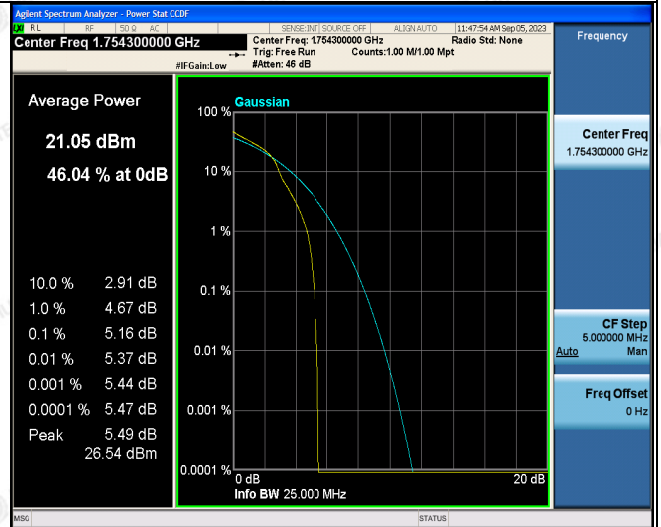 Agilent Spectrum Analyzer - Power Stat CCDF
LXI RL RF 50 Ω AC SENSE:INT SOURCE OFF ALIGN AUTO 11:47:54 AM Sep 05, 2023
Center Freq 1.754300000 GHz
Center Freq: 1.754300000 GHz Radio Std: None
Trig: Free Run Counts:1.00 M/1.00 Mpt
#IFGain:Low #Atten: 46 dB
Frequency
Average Power
21.05 dBm
46.04 % at 0dB
10.0 % 2.91 dB
1.0 % 4.67 dB
0.1 % 5.16 dB
0.01 % 5.37 dB
0.001 % 5.44 dB
0.0001 % 5.47 dB
Peak 5.49 dB
26.54 dBm
Gaussian
100 %
10 %
1 %
0.1 %
0.01 %
0.001 %
0.0001 %
0 dB 20 dB
Info BW 25.000 MHz
Center Freq
1.754300000 GHz
CF Step
5.000000 MHz
Auto Man
Freq Offset
0 Hz
MSG STATUS